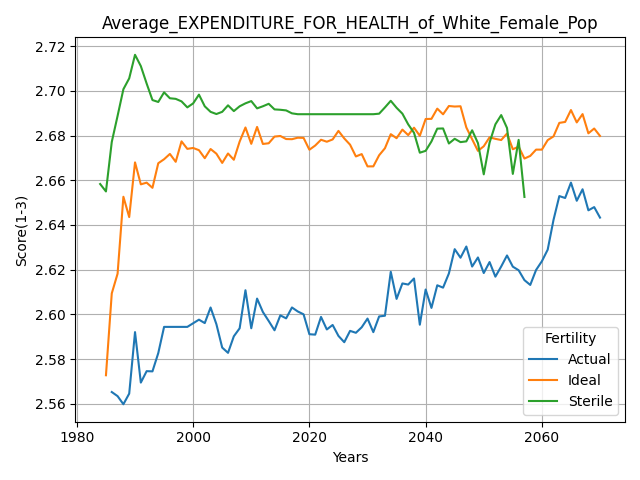 Average_EXPENDITURE_FOR_HEALTH_of_White_Female_Pop
2.72
2.70
2.68
2.66
2.64
2.62
2.60
2.58
2.56
Score(1-3)
1980
2000
2020
2040
2060
Years
Fertility
Actual
Ideal
Sterile